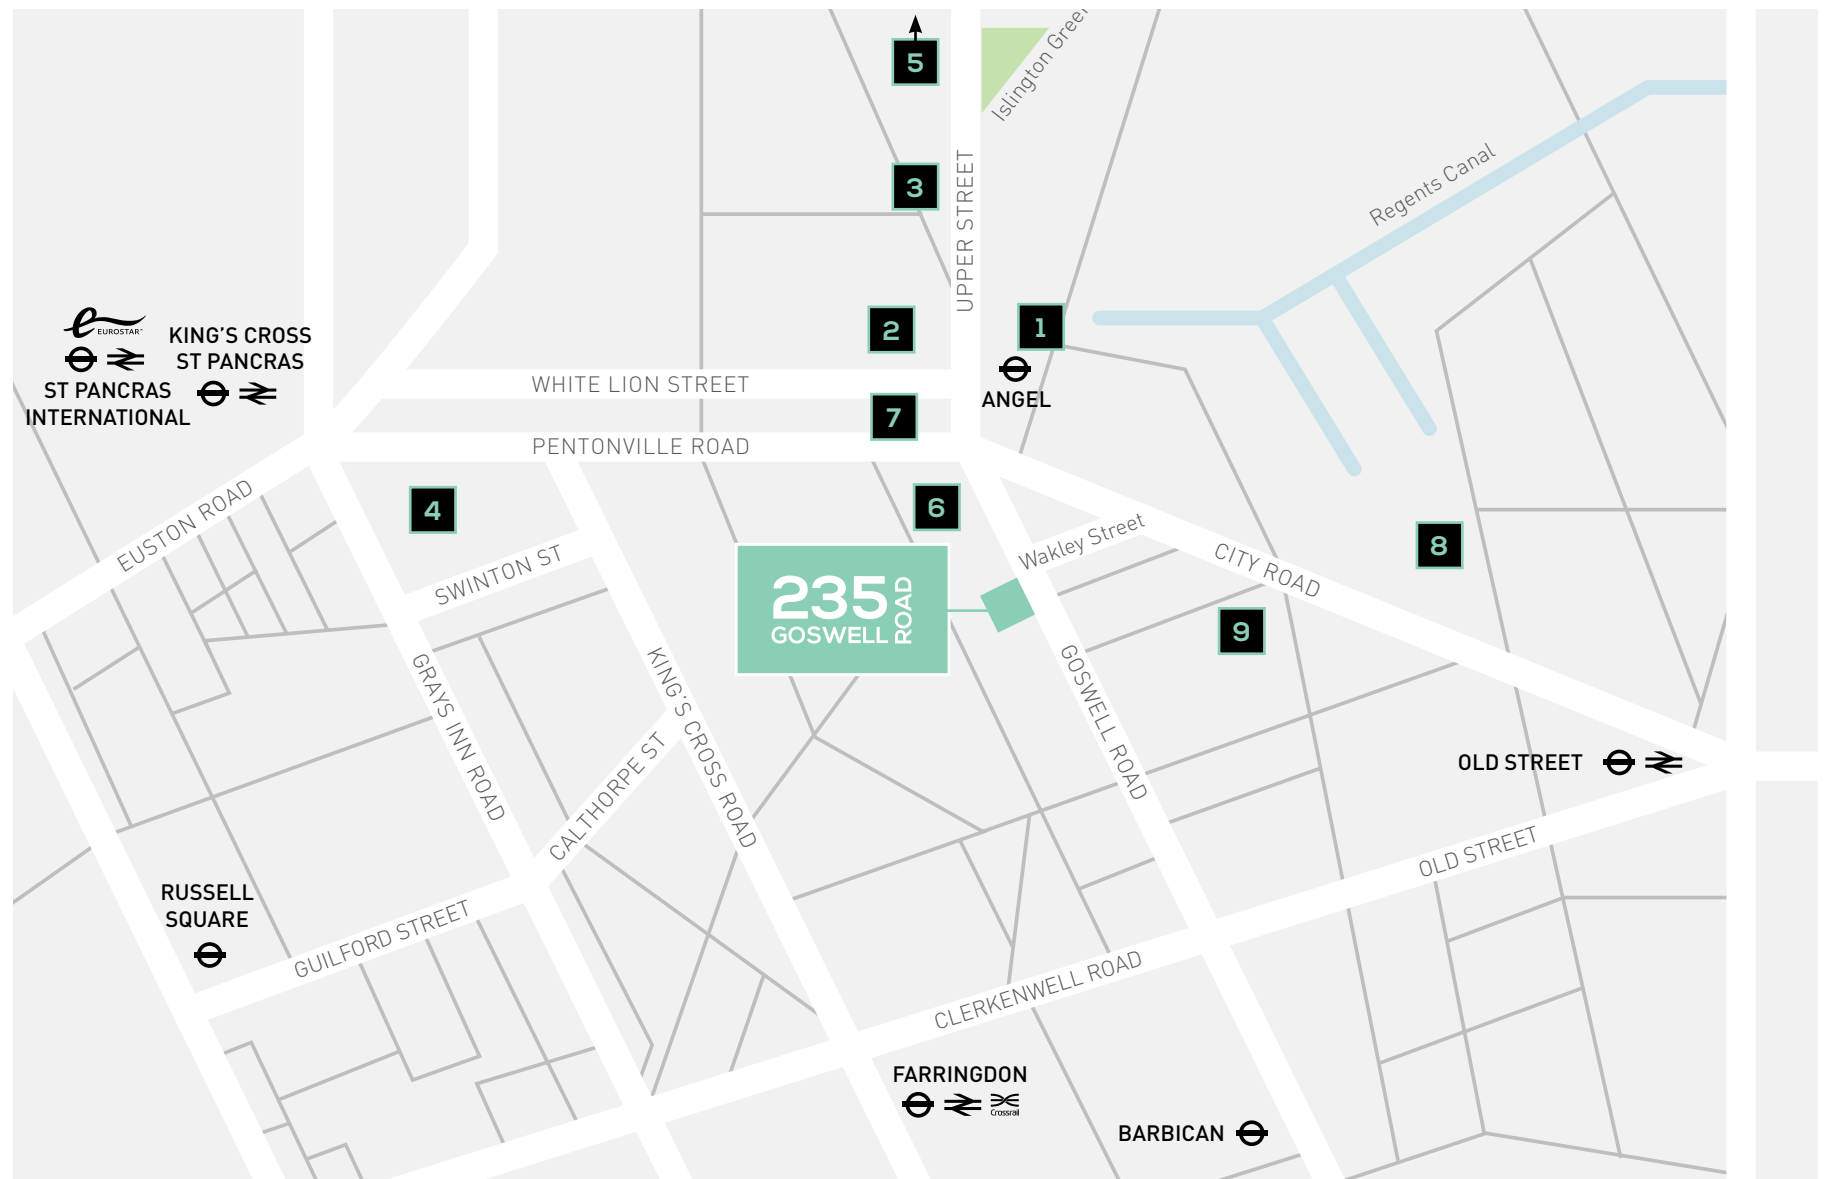 5
Islington Green
3
UPPER STREET
Regents Canal
EUROSTAR
KING'S CROSS
ST PANCRAS
ST PANCRAS
INTERNATIONAL
2
1
ANGEL
WHITE LION STREET
7
PENTONVILLE ROAD
EUSTON ROAD
4
6
SWINTON ST
Wakley Street
CITY ROAD
8
235
GOSWELL
ROAD
9
GRAYS INN ROAD
KING'S CROSS ROAD
GOSWELL ROAD
CALTHORPE ST
OLD STREET
OLD STREET
RUSSELL
SQUARE
GUILFORD STREET
CLERKENWELL ROAD
FARRINGDON
Crossrail
BARBICAN